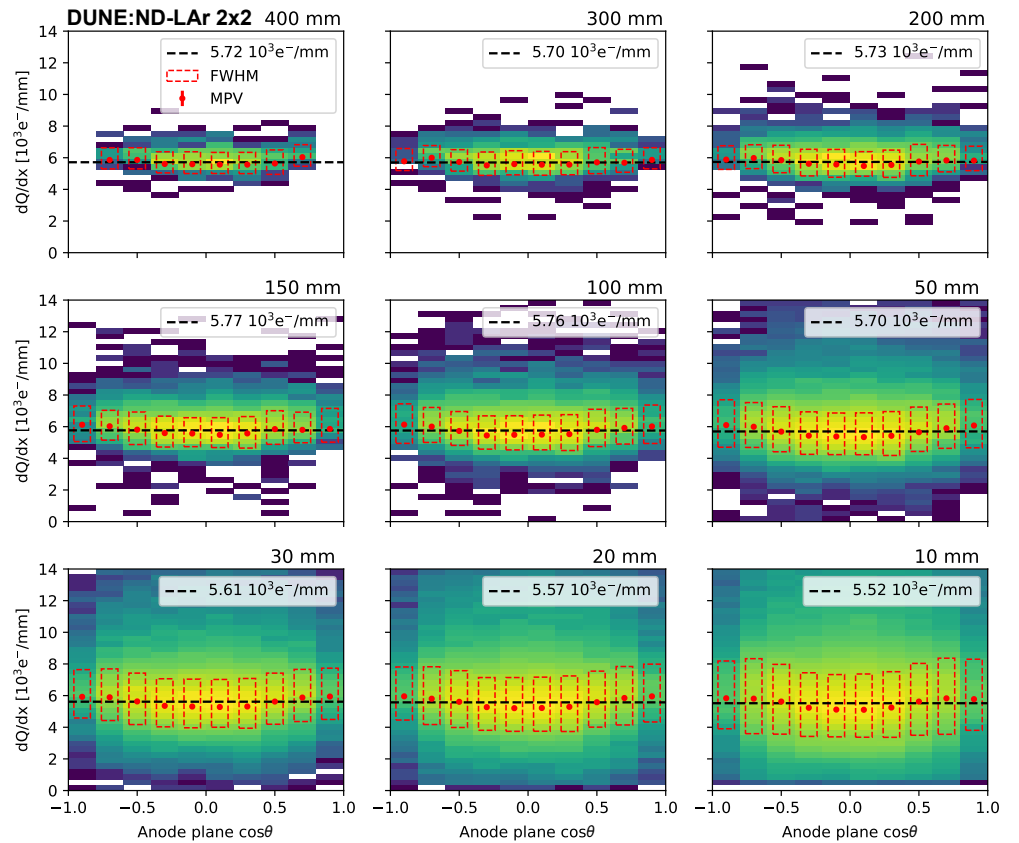 DUNE:ND-LAr 2x2 400 mm
300 mm
200 mm
14
12
10
8
6
4
2
0
dQ/dx [10³e⁻/mm]
5.72 10³e⁻/mm
FWHM
MPV
5.70 10³e⁻/mm
5.73 10³e⁻/mm
150 mm
100 mm
50 mm
14
12
10
8
6
4
2
0
dQ/dx [10³e⁻/mm]
5.77 10³e⁻/mm
5.76 10³e⁻/mm
5.70 10³e⁻/mm
30 mm
20 mm
10 mm
14
12
10
8
6
4
2
0
dQ/dx [10³e⁻/mm]
5.61 10³e⁻/mm
5.57 10³e⁻/mm
5.52 10³e⁻/mm
−1.0 −0.5 0.0 0.5 1.0
−1.0 −0.5 0.0 0.5 1.0
−1.0 −0.5 0.0 0.5 1.0
Anode plane cosθ
Anode plane cosθ
Anode plane cosθ